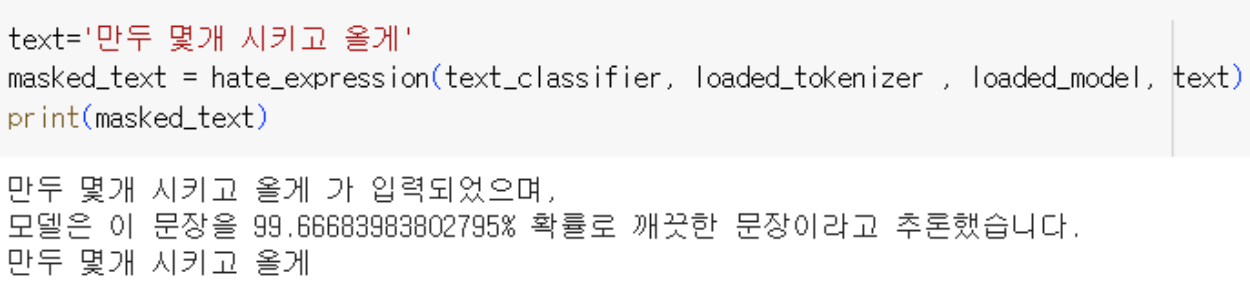 text='만두 몇개 시키고 올게'
masked_text = hate_expression(text_classifier, loaded_tokenizer , loaded_model, text)
print(masked_text)
만두 몇개 시키고 올게 가 입력되었으며,
모델은 이 문장을 99.66683983802795% 확률로 깨끗한 문장이라고 추론했습니다.
만두 몇개 시키고 올게